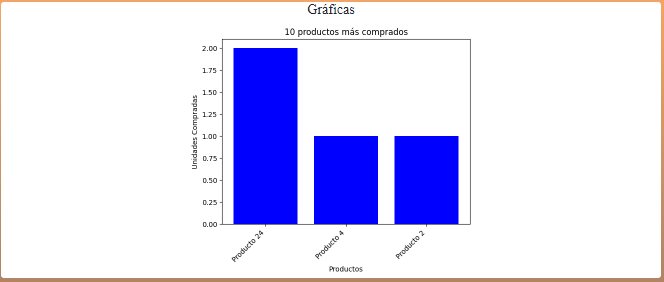 Gráficas
10 productos más comprados
Unidades Compradas
2.00
1.75
1.50
1.25
1.00
0.75
0.50
0.25
0.00
Producto 24
Producto 4
Producto 2
Productos